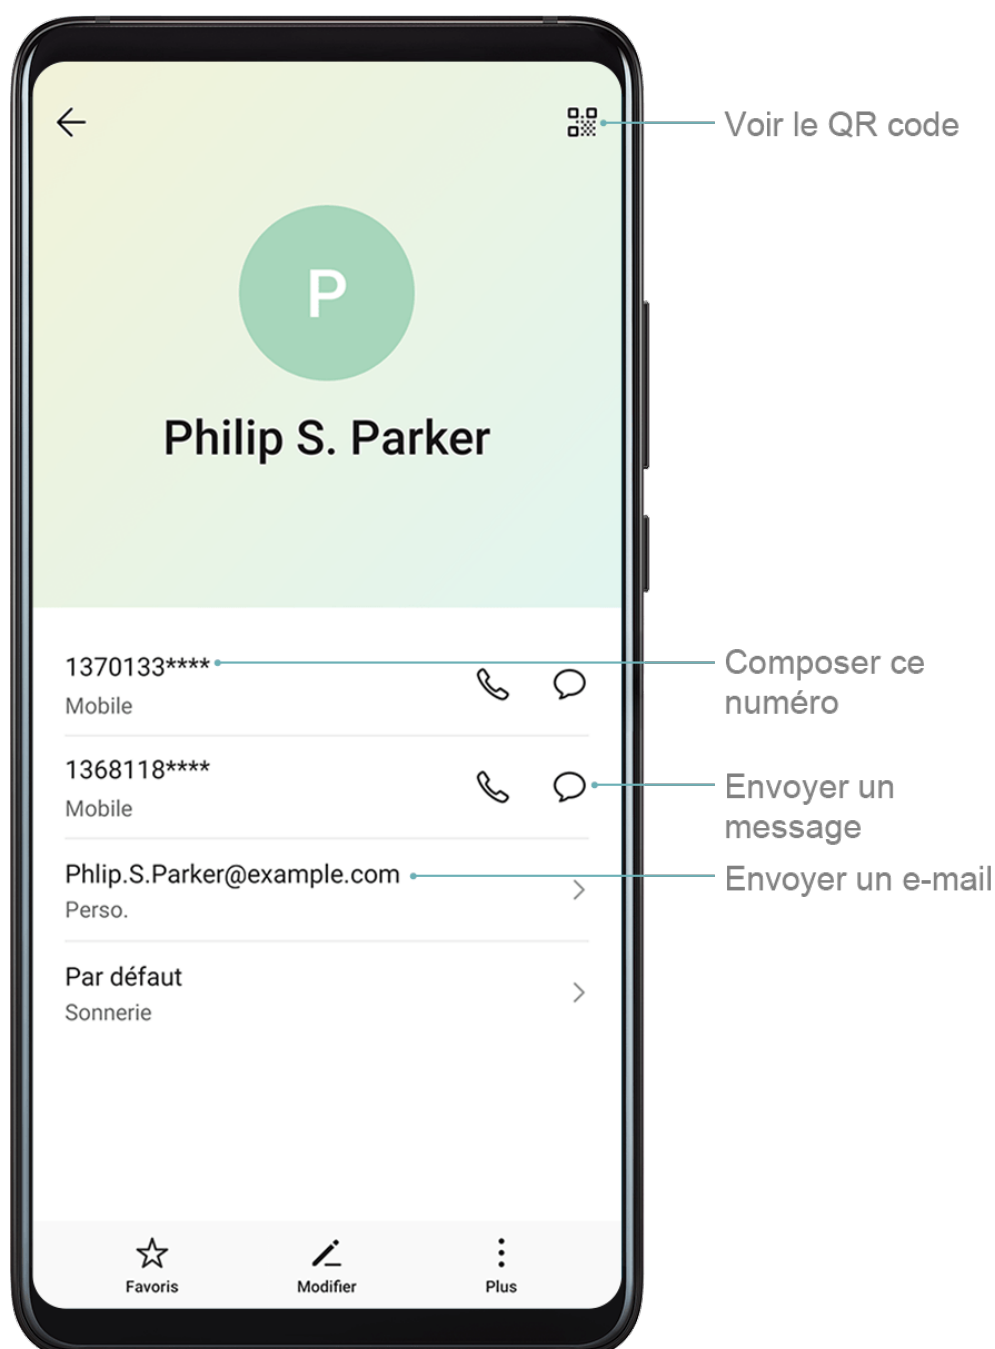 Voir le QR code
P
Philip S. Parker
1370133****
Mobile
Composer ce
numéro
1368118****
Mobile
Envoyer un
message
Phlip.S.Parker@example.com
Perso.
Envoyer un e-mail
Par défaut
Sonnerie
Favoris
Modifier
Plus